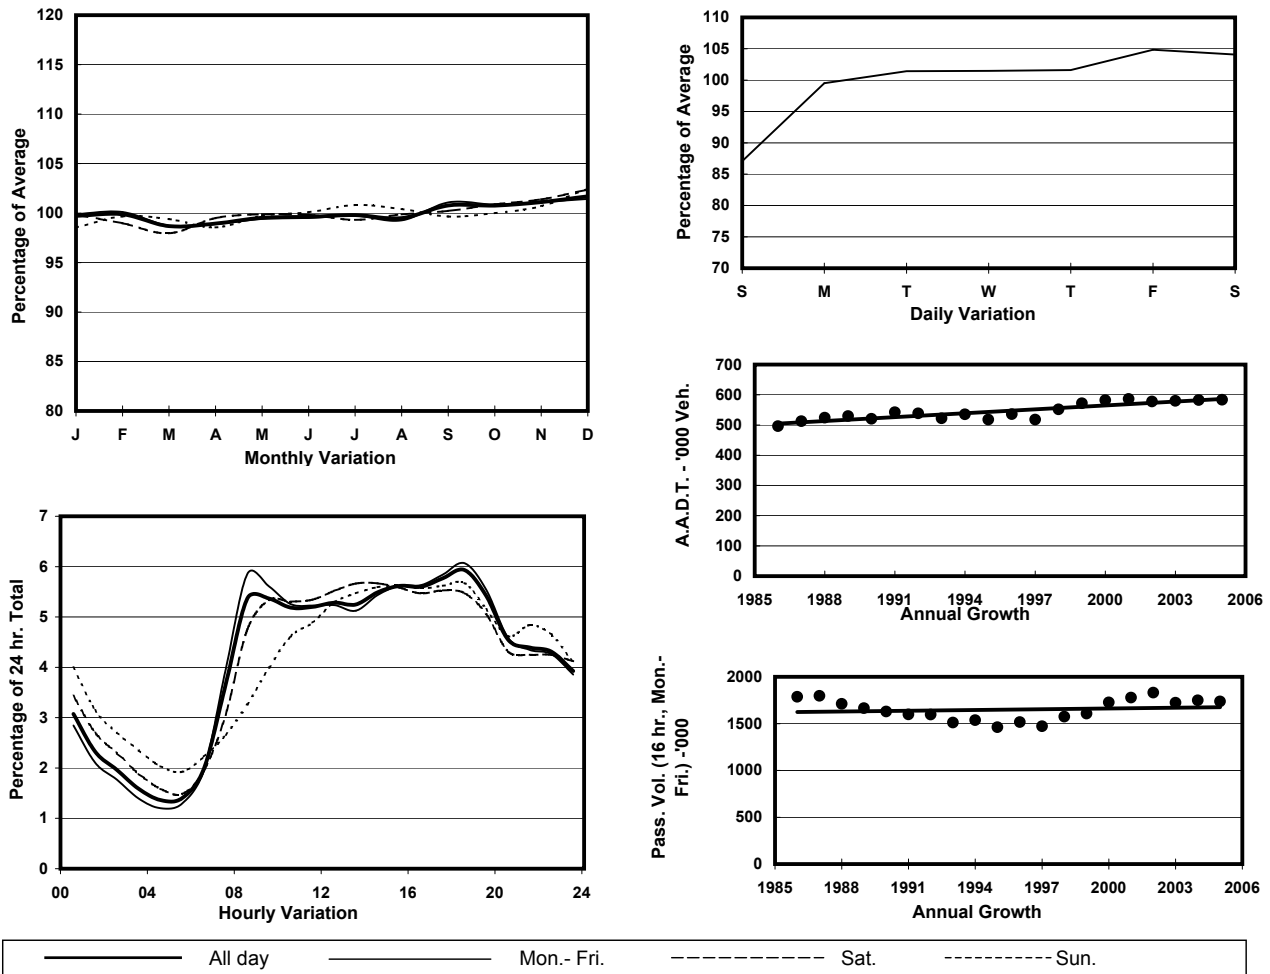 120
115
110
105
100
95
90
85
80
Percentage of Average
J F M A M J J A S O N D
Monthly Variation
110
105
100
95
90
85
80
75
70
Percentage of Average
S M T W T F S
Daily Variation
700
600
500
400
300
200
100
0
A.A.D.T. - '000 Veh.
1985 1988 1991 1994 1997 2000 2003 2006
Annual Growth
7
6
5
4
3
2
1
0
Percentage of 24 hr. Total
00 04 08 12 16 20 24
Hourly Variation
2000
1500
1000
500
0
Pass. Vol. (16 hr., Mon.-
Fri.) -'000
1985 1988 1991 1994 1997 2000 2003 2006
Annual Growth
All day Mon.- Fri. Sat. Sun.